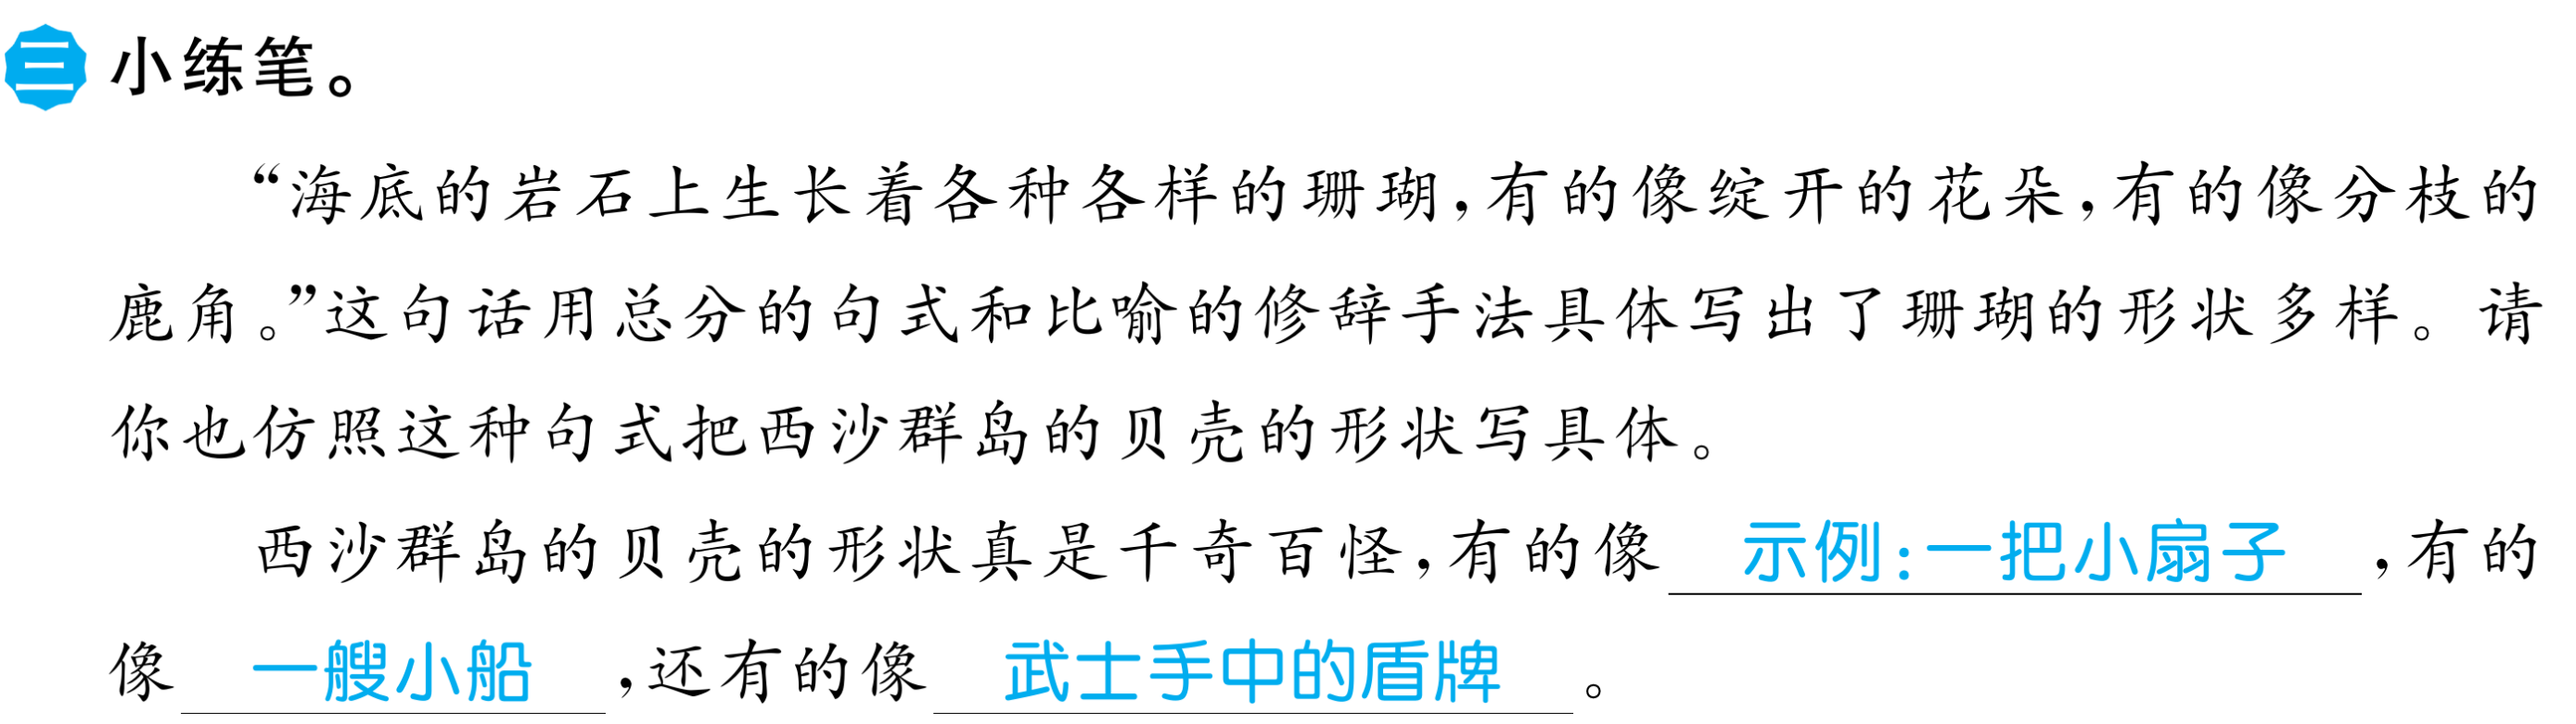 三 小练笔。
“海底的岩石上生长着各种各样的珊瑚,有的像绽开的花朵,有的像分枝的
鹿角。”这句话用总分的句式和比喻的修辞手法具体写出了珊瑚的形状多样。请
你也仿照这种句式把西沙群岛的贝壳的形状写具体。
西沙群岛的贝壳的形状真是千奇百怪,有的像 示例:一把小扇子 ,有的
像 一艘小船 ,还有的像 武士手中的盾牌 。